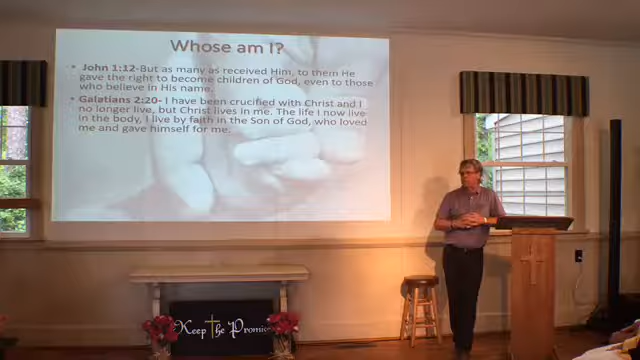 Whose am I?
• John 1:12-But as many as received Him, to them He
gave the right to become children of God, even to those
who believe in His name.
• Galatians 2:20- I have been crucified with Christ and I
no longer live, but Christ lives in me. The life I now live
in the body, I live by faith in the Son of God, who loved
me and gave himself for me.
Keep the Promise